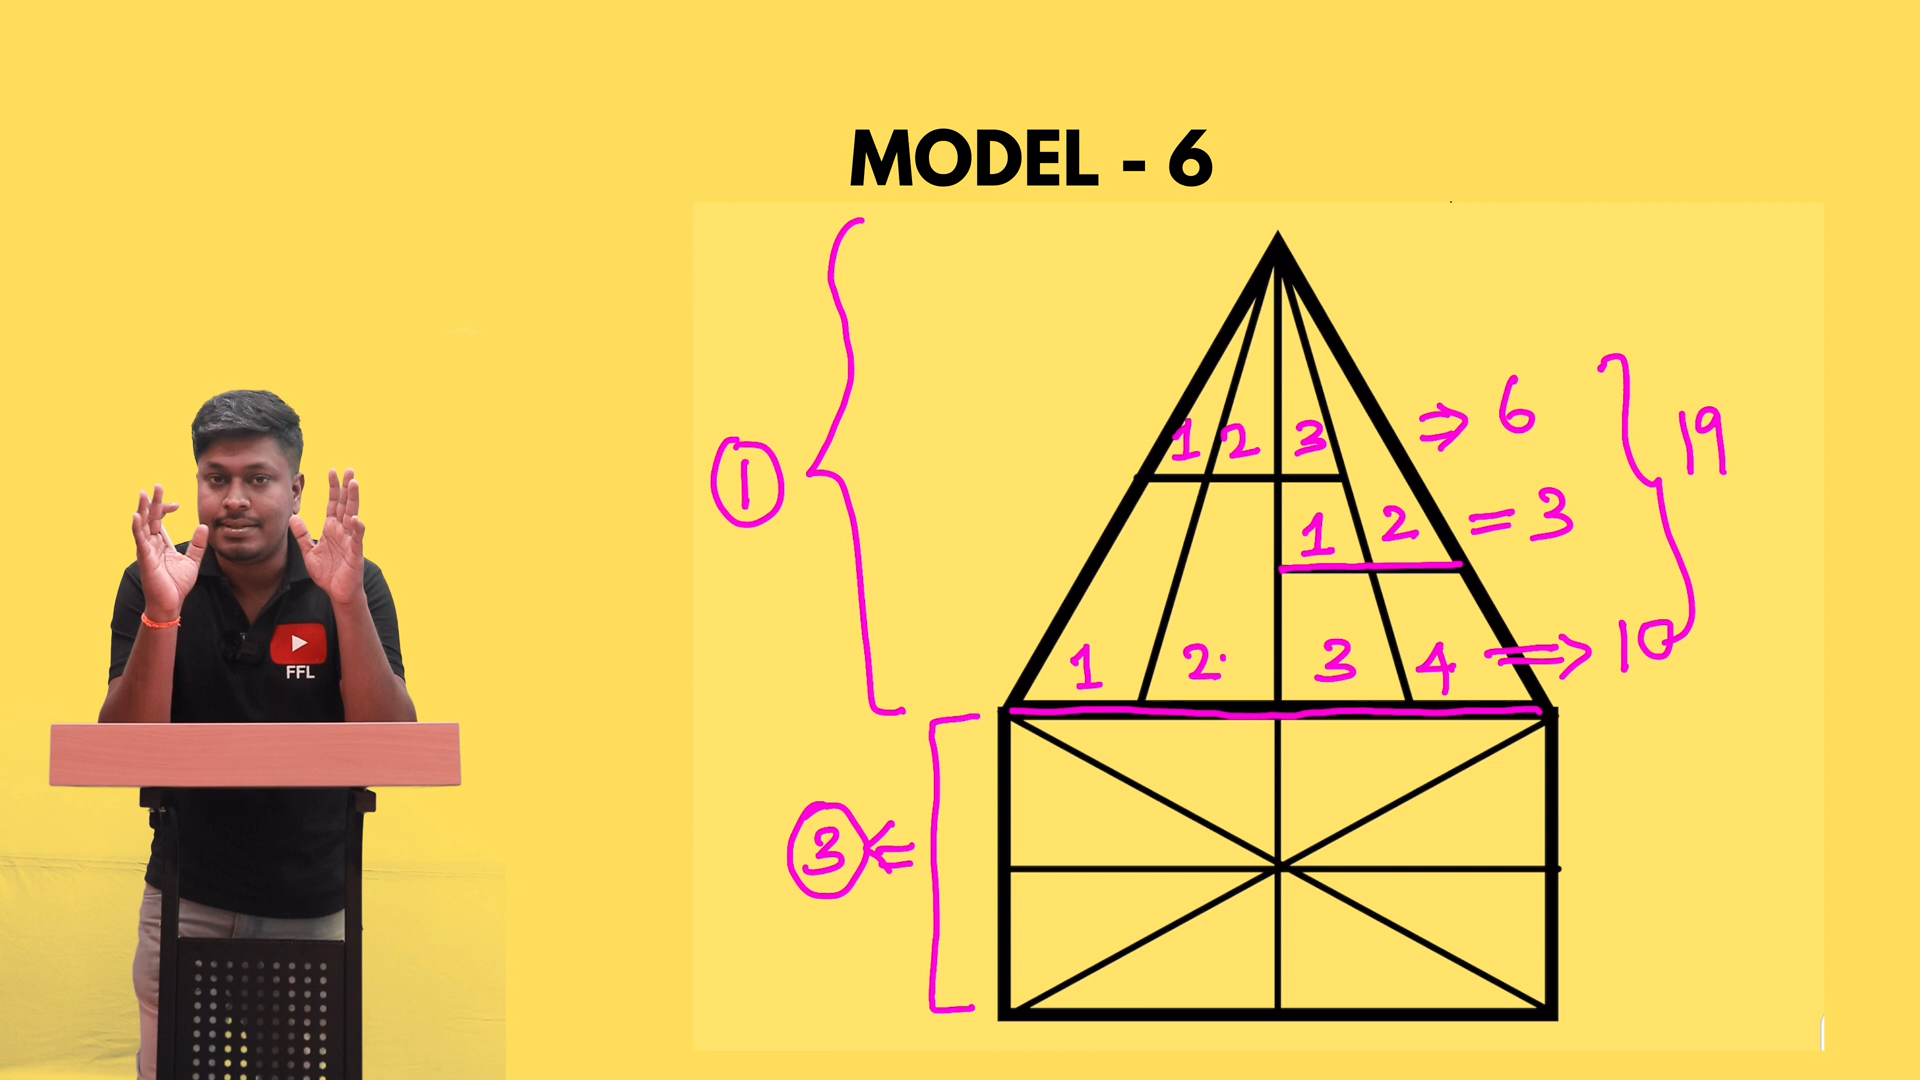 MODEL - 6
1 2 3 ⇒ 6
19
① 
1 2 = 3
1 2 3 4 ⇒ 10
③ ⇐
FFL